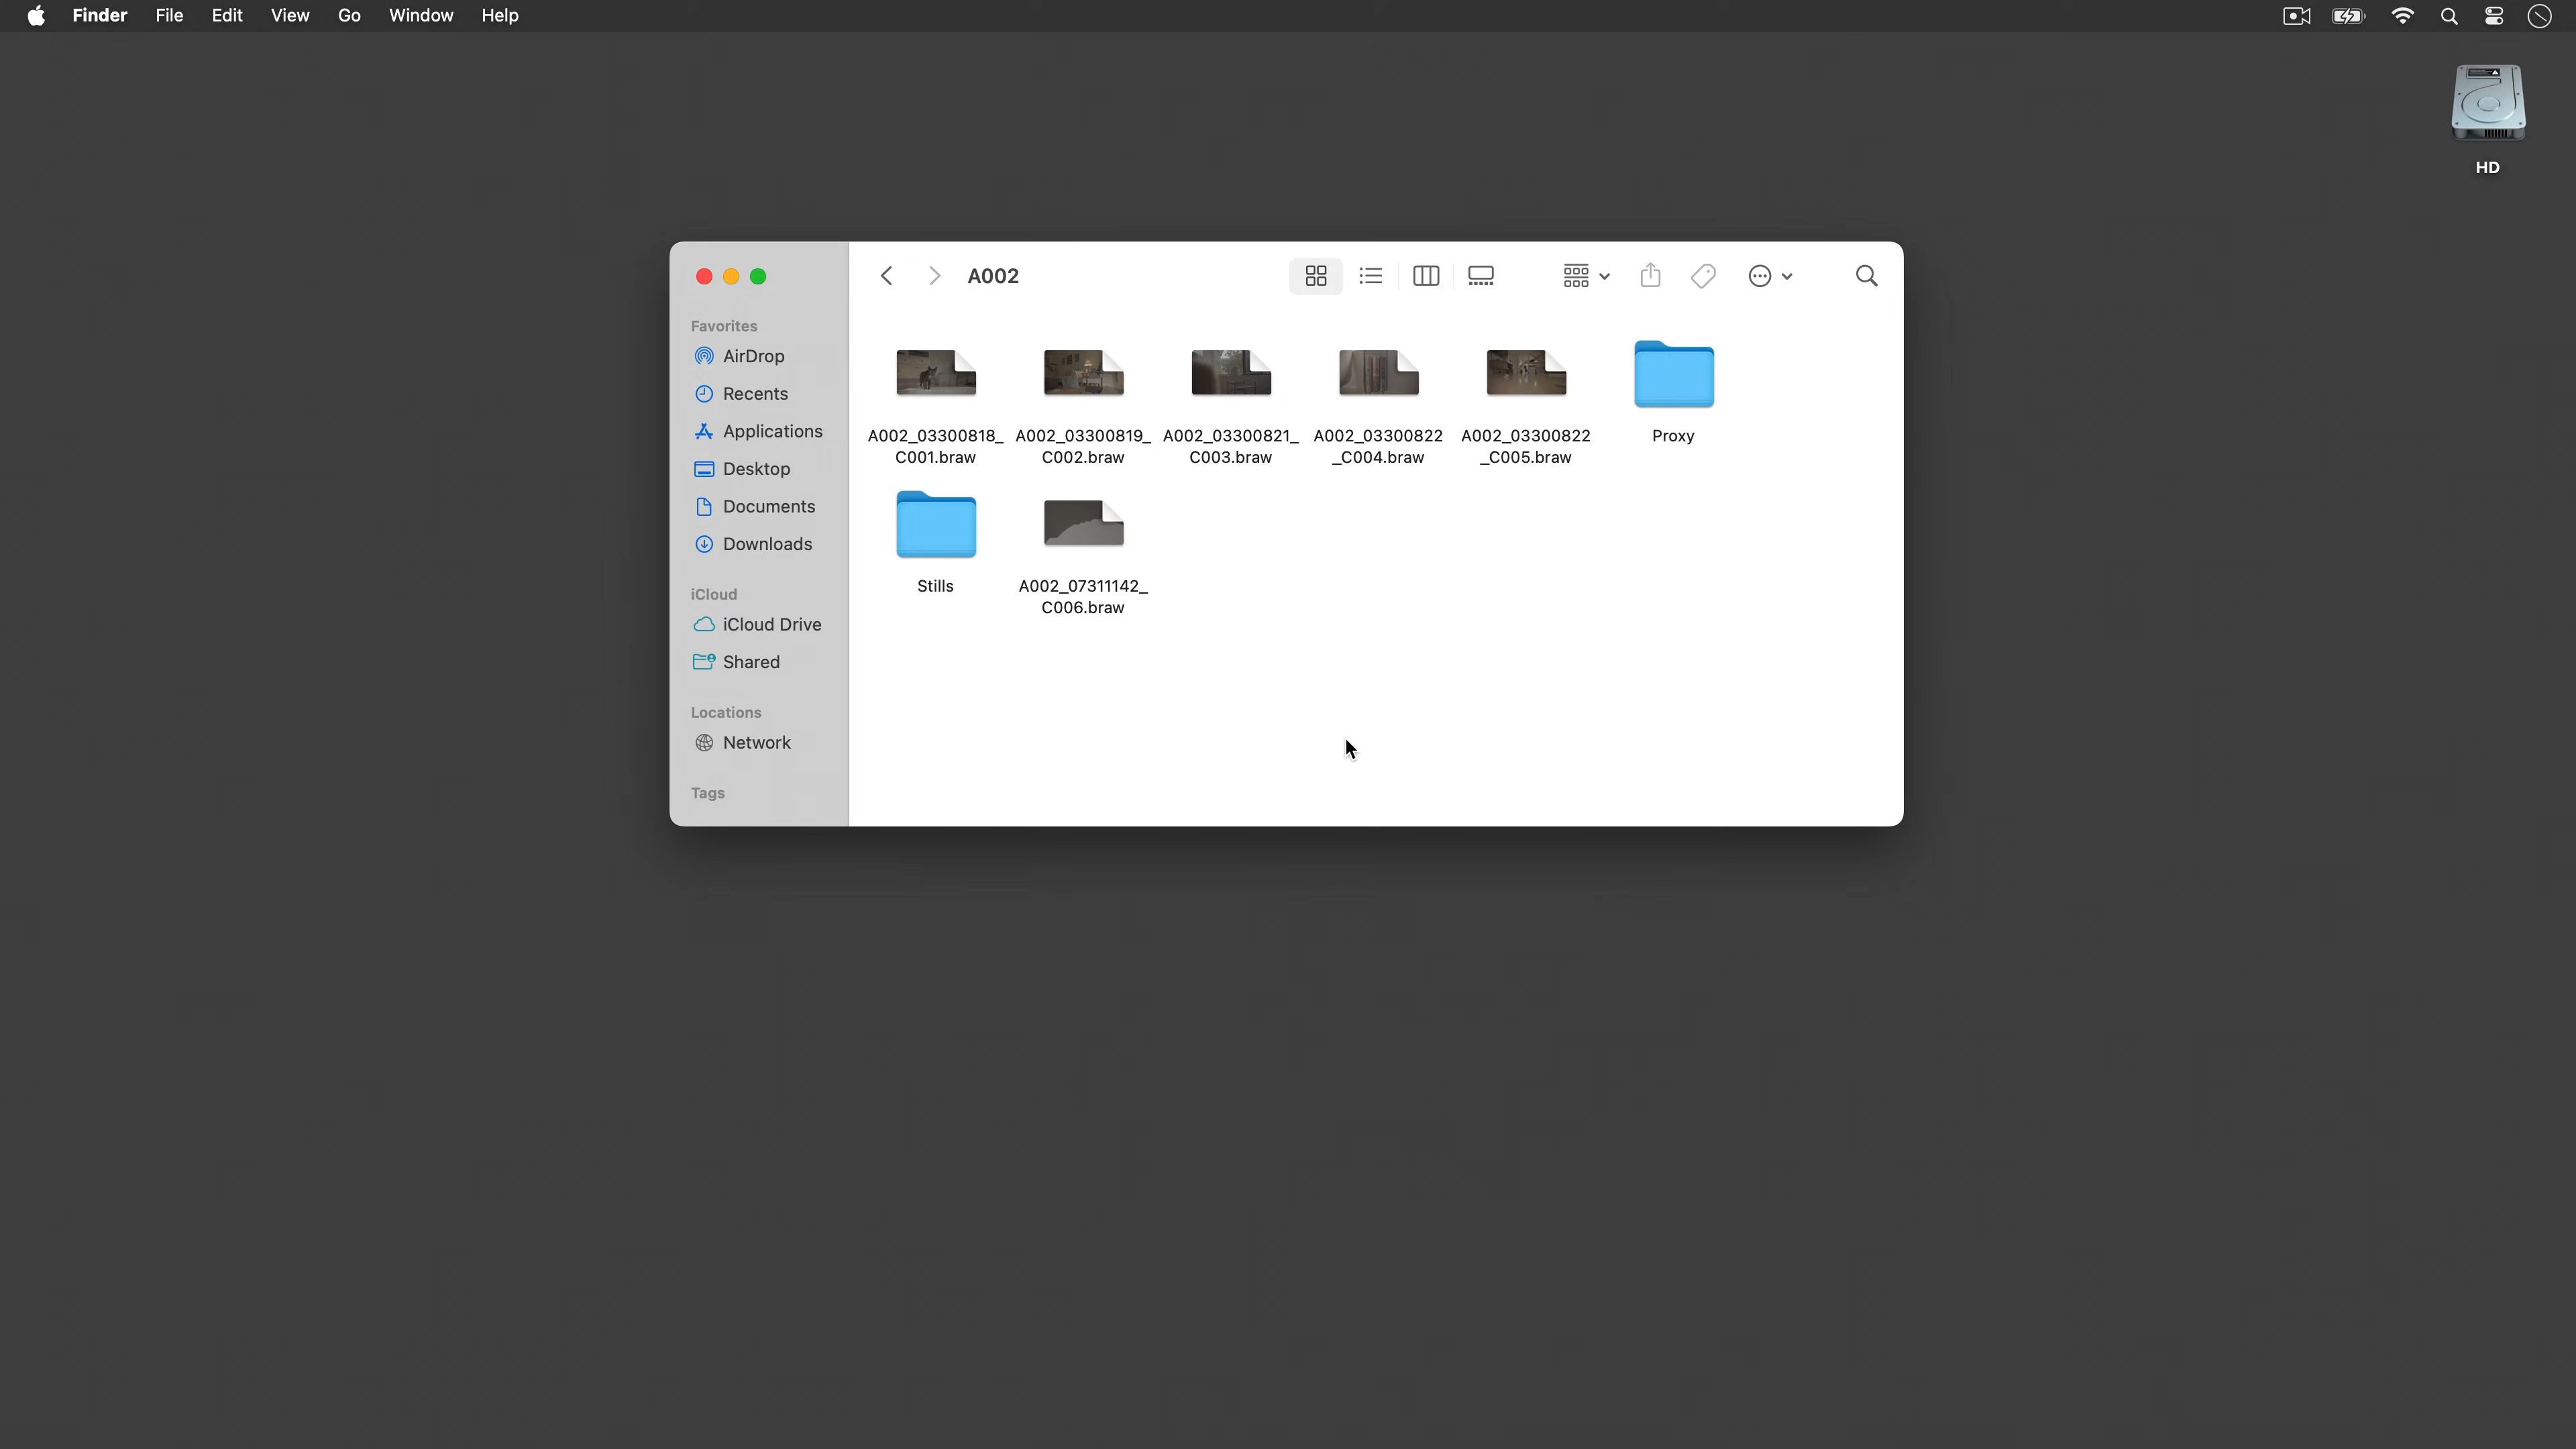 Finder File Edit View Go Window Help
HD
A002
Favorites
AirDrop
Recents
Applications
Desktop
Documents
Downloads
iCloud
iCloud Drive
Shared
Locations
Network
Tags
A002_03300818_
C001.braw
A002_03300819_
C002.braw
A002_03300821_
C003.braw
A002_03300822
_C004.braw
A002_03300822
_C005.braw
Proxy
Stills
A002_07311142_
C006.braw